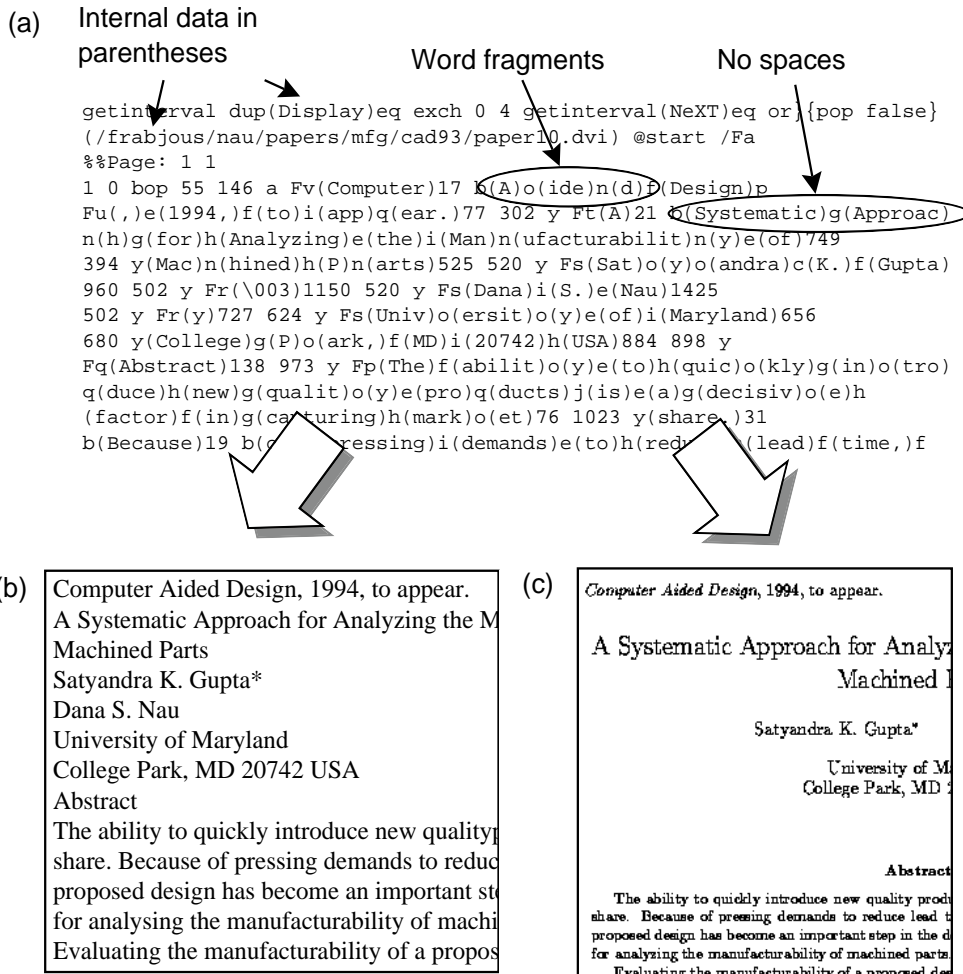 (a)
Internal data in
parentheses
Word fragments
No spaces
getinterval dup(Display)eq exch 0 4 getinterval(NeXT)eq or}{pop false}
(/frabjous/nau/papers/mfg/cad93/paper10.dvi) @start /Fa
%%Page: 1 1
1 0 bop 55 146 a Fv(Computer)17 b(A)o(ide)n(d)f(Design)p
Fu(,)e(1994,)f(to)i(app)q(ear.)77 302 y Ft(A)21 b(Systematic)g(Approac)
n(h)g(for)h(Analyzing)e(the)i(Man)n(ufacturabilit)n(y)e(of)749
394 y(Mac)n(hined)h(P)n(arts)525 520 y Fs(Sat)o(y)o(andra)c(K.)f(Gupta)
960 502 y Fr(\003)1150 520 y Fs(Dana)i(S.)e(Nau)1425
502 y Fr(y)727 624 y Fs(Univ)o(ersit)o(y)e(of)i(Maryland)656
680 y(College)g(P)o(ark,)f(MD)i(20742)h(USA)884 898 y
Fq(Abstract)138 973 y Fp(The)f(abilit)o(y)e(to)h(quic)o(kly)g(in)o(tro)
q(duce)h(new)g(qualit)o(y)e(pro)q(ducts)j(is)e(a)g(decisiv)o(e)h
(factor)f(in)g(capturing)h(mark)o(et)76 1023 y(share.)31
b(Because)19 b(o ressing)i(demands)e(to)h(redu (lead)f(time,)f
(b)
Computer Aided Design, 1994, to appear.
A Systematic Approach for Analyzing the M
Machined Parts
Satyandra K. Gupta*
Dana S. Nau
University of Maryland
College Park, MD 20742 USA
Abstract
The ability to quickly introduce new qualityp
share. Because of pressing demands to reduc
proposed design has become an important ste
for analysing the manufacturability of machi
Evaluating the manufacturability of a propos
(c)
Computer Aided Design, 1994, to appear.
A Systematic Approach for Analyz
Machined P
Satyandra K. Gupta*
University of Ma
College Park, MD 2
Abstract
The ability to quickly introduce new quality produ
share. Because of pressing demands to reduce lead t
proposed design has become an important step in the d
for analyzing the manufacturability of machined parts.
Evaluating the manufacturability of a proposed des